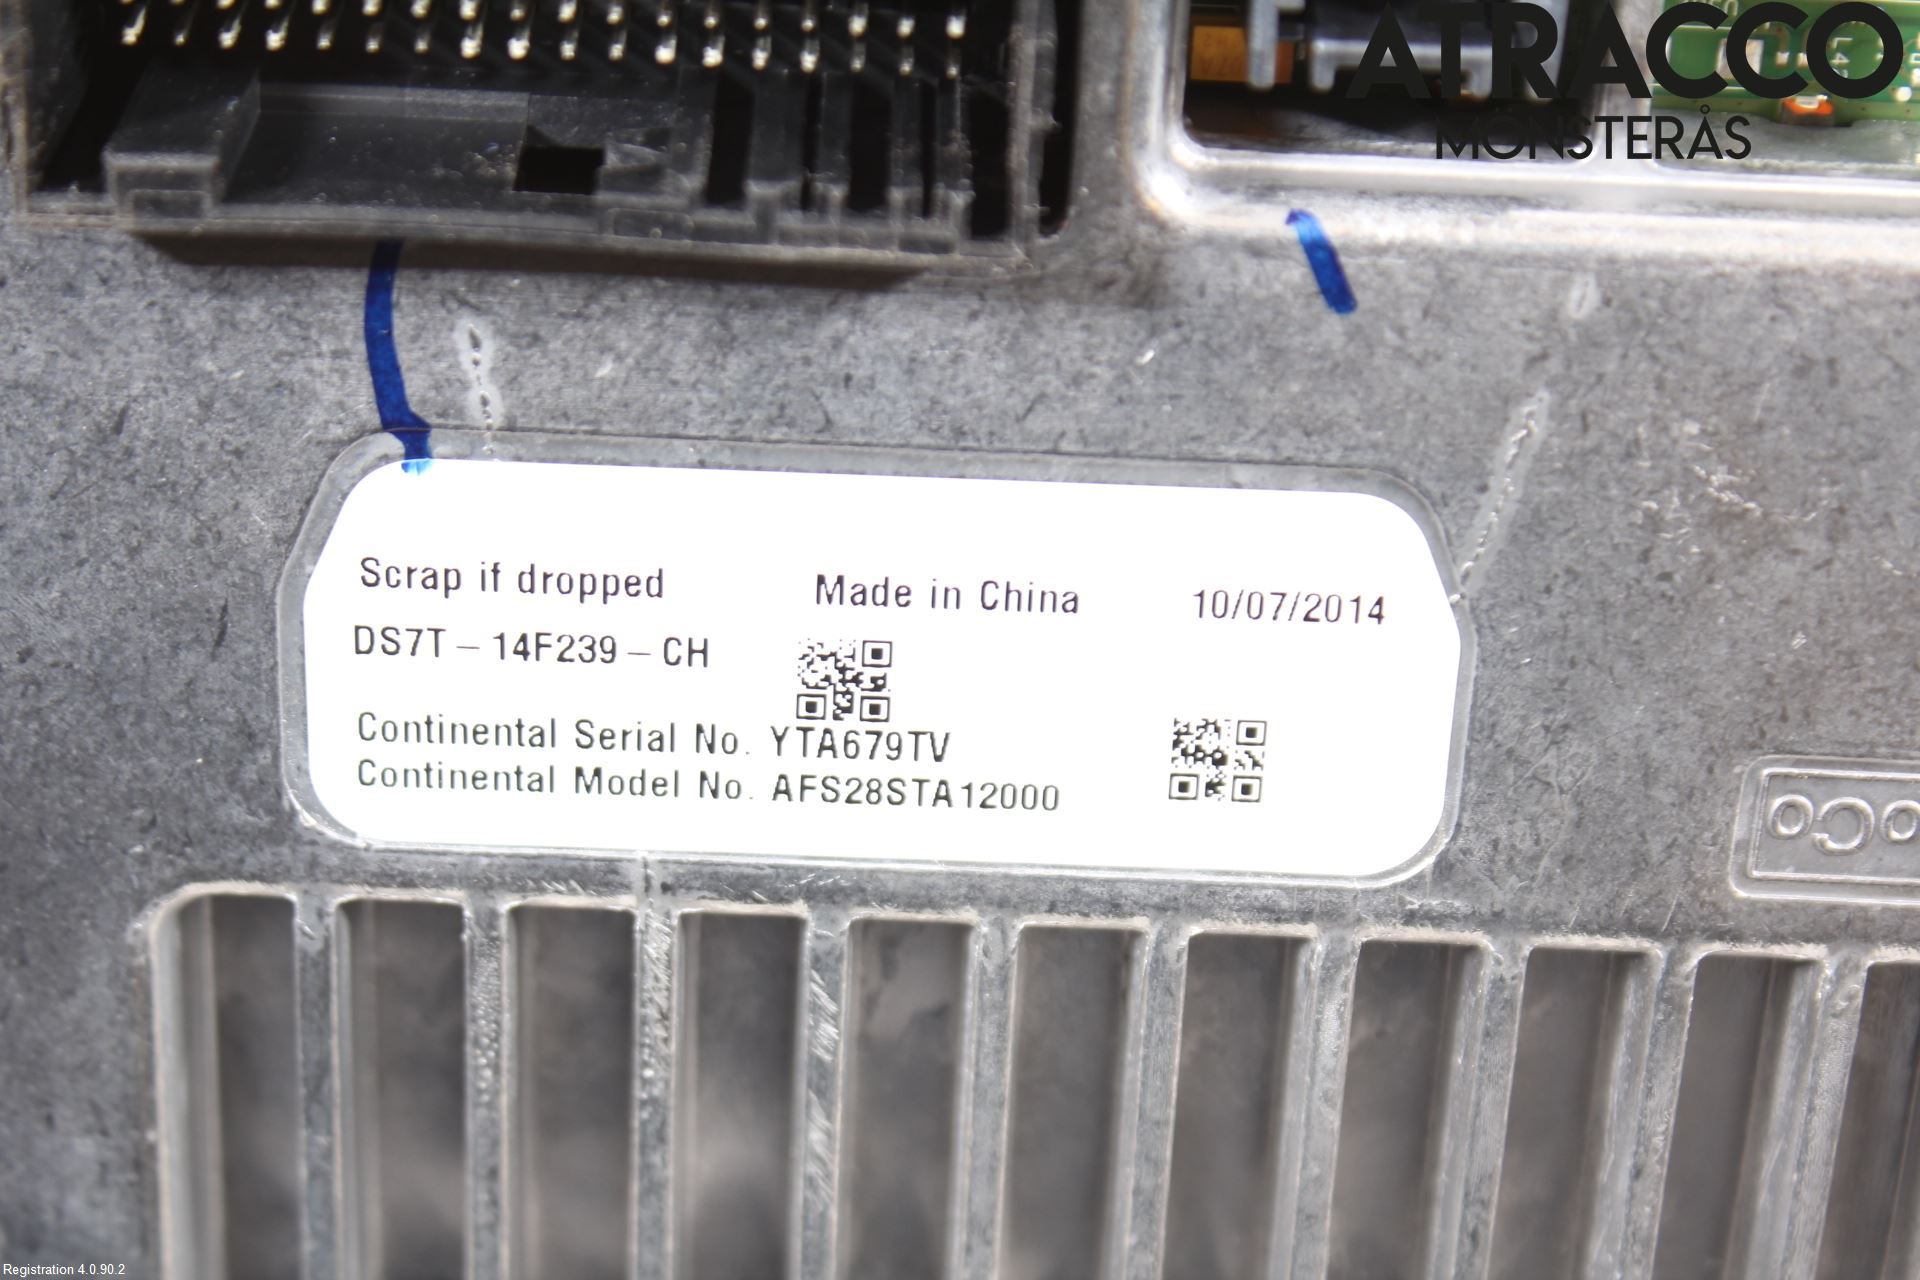 ATRACCO
MÖNSTERÅS
Scrap if dropped
Made in China
10/07/2014
DS7T – 14F239 – CH
Continental Serial No. YTA679TV
Continental Model No. AFS28STA12000
Registration 4.0.90.2